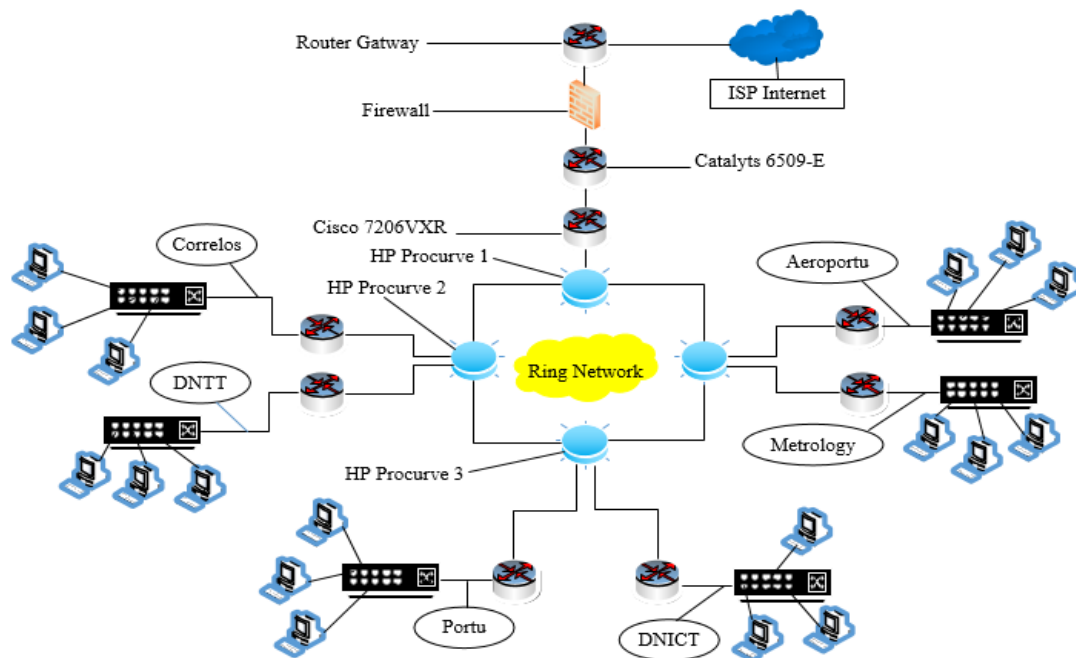 Router Gatway
ISP Internet
Firewall
Catalyts 6509-E
Cisco 7206VXR
HP Procurve 1
Correlos
Aeroportu
HP Procurve 2
Ring Network
DNTT
Metrology
HP Procurve 3
Portu
DNICT